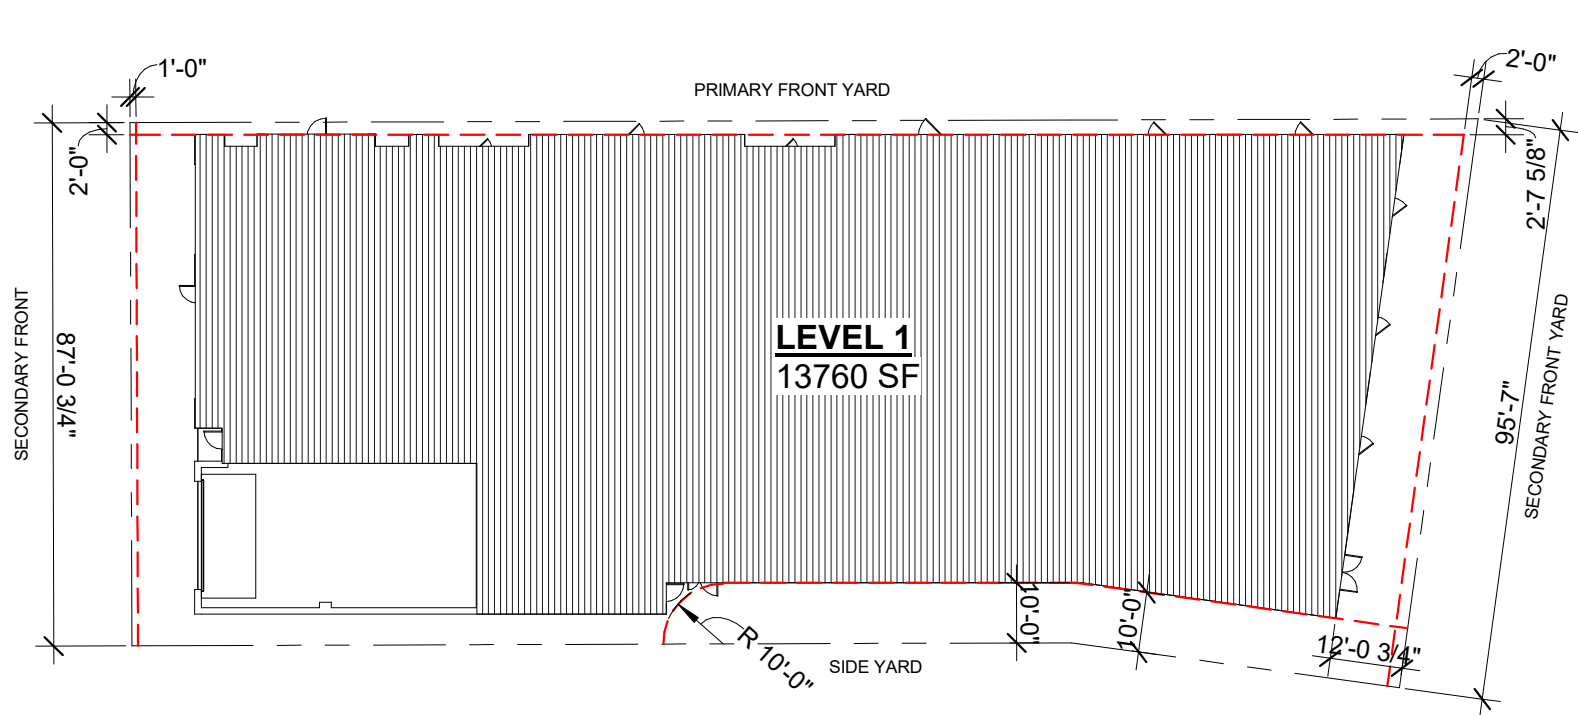 1'-0"
2'-0"
PRIMARY FRONT YARD
2'-0"
2'-7 5/8"
SECONDARY FRONT
87'-0 3/4"
LEVEL 1
13760 SF
95'-7"
SECONDARY FRONT YARD
10'-0"
10'-0"
R 10'-0"
12'-0 3/4"
SIDE YARD